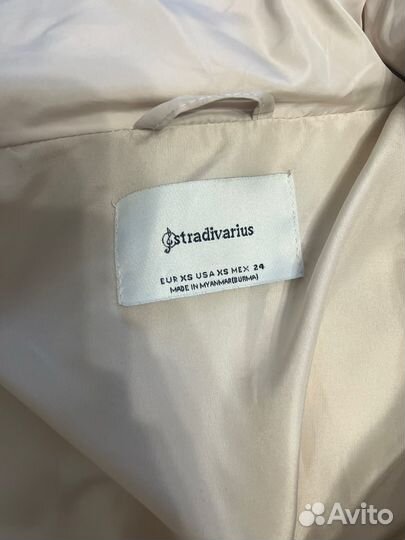 stradivarius
EUR XS USA XS MEX 24
MADE IN MYANMAR(BURMA)
Avito